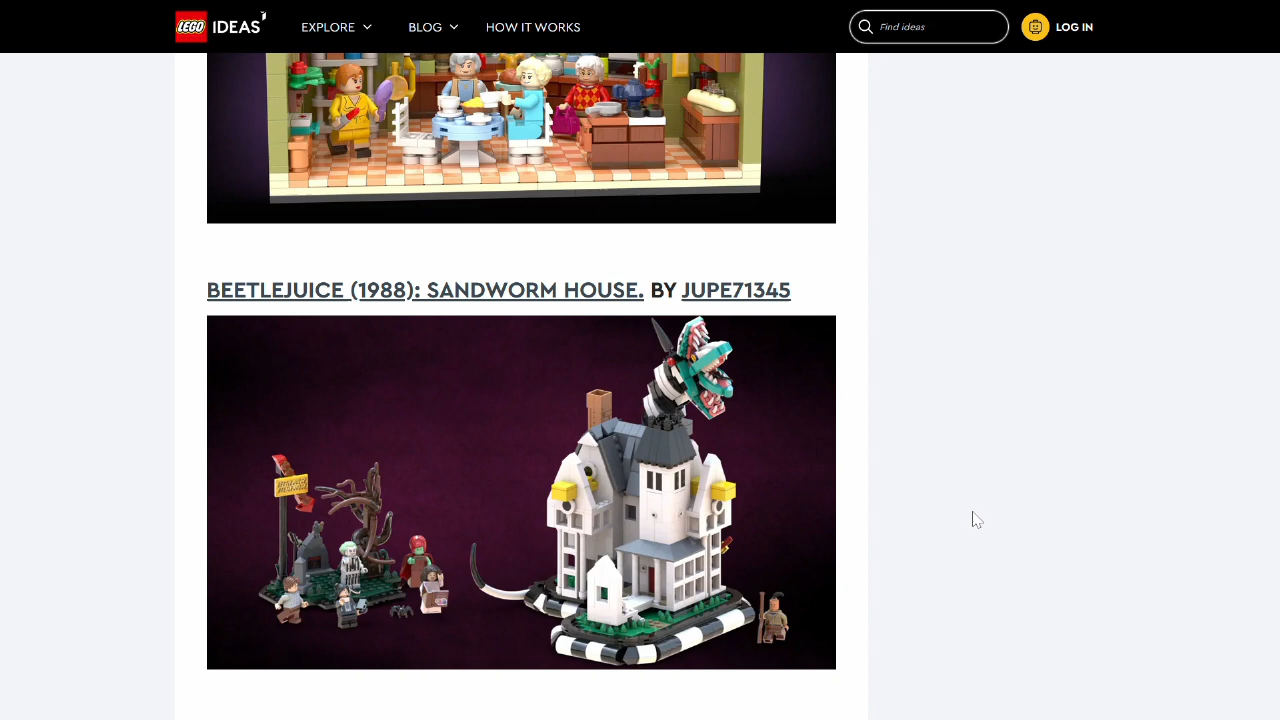 LEGO IDEAS EXPLORE BLOG HOW IT WORKS Find ideas LOG IN
BEETLEJUICE (1988): SANDWORM HOUSE. BY JUPE71345